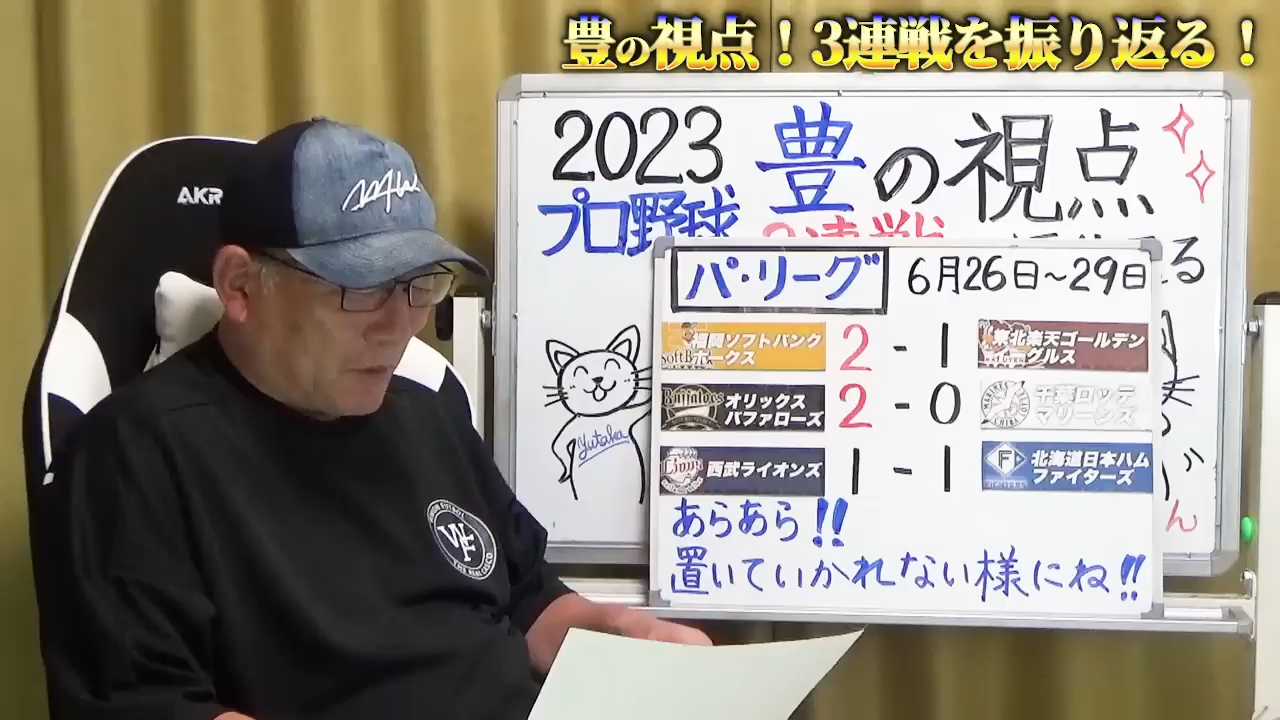 豊の視点！3連戦を振り返る！
2023 豊の視点
プロ野球
る
パ・リーグ 6月26日～29日
福岡ソフトバンクホークス 2 - 1 東北楽天ゴールデンイーグルス
Buffaloes オリックスバファローズ 2 - 0 千葉ロッテマリーンズ
Lions 西武ライオンズ 1 - 1 北海道日本ハムファイターズ
あらあら!!
置いていかれない様にね!!
Yutaka
ん
AKR
WF